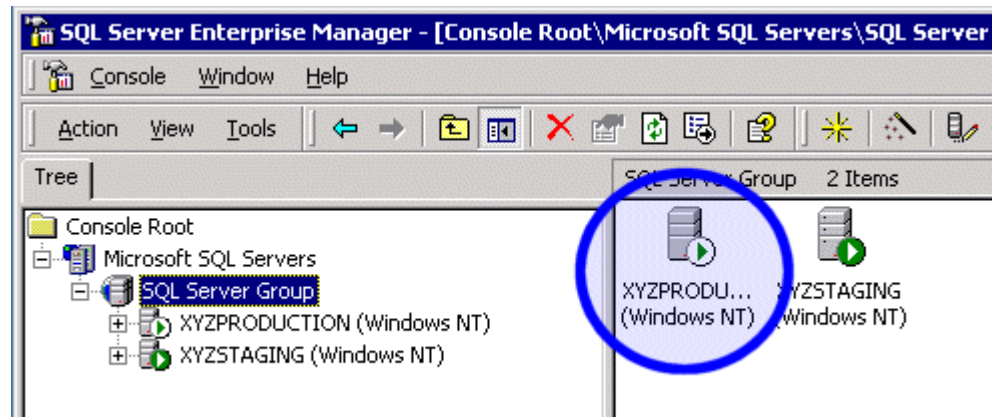 SQL Server Enterprise Manager - [Console Root\Microsoft SQL Servers\SQL Server
Console Window Help
Action View Tools
Tree
SQL Server Group 2 Items
Console Root
Microsoft SQL Servers
SQL Server Group
XYZPRODUCTION (Windows NT)
XYZSTAGING (Windows NT)
XYZPRODU... XYZSTAGING
(Windows NT) (Windows NT)